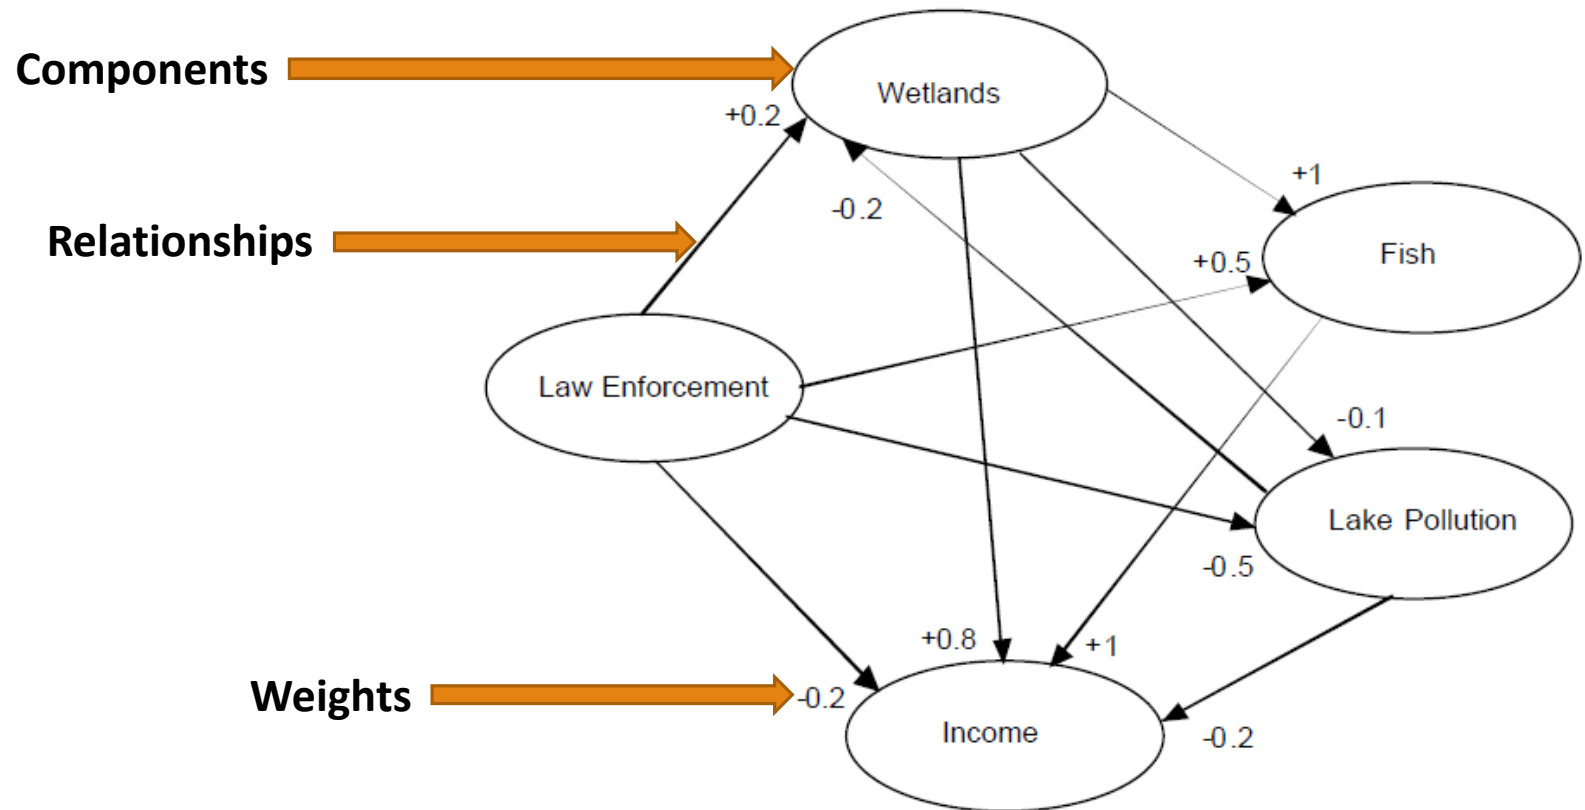 Components
Wetlands
+0.2
+1
-0.2
Relationships
+0.5
Fish
Law Enforcement
-0.1
Lake Pollution
-0.5
+0.8
+1
Weights
-0.2
Income
-0.2